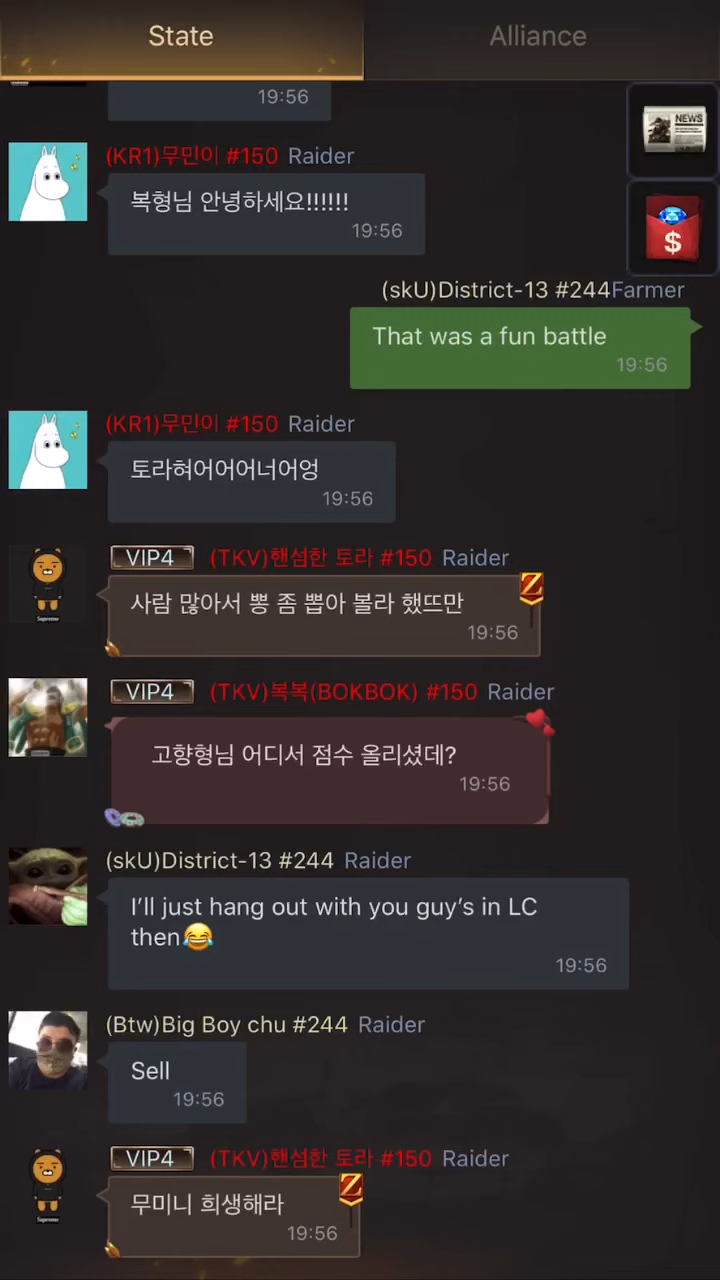 State
Alliance
19:56
NEWS
(KR1)무민이 #150 Raider
복형님 안녕하세요!!!!!!
19:56
$
(skU)District-13 #244Farmer
That was a fun battle
19:56
(KR1)무민이 #150 Raider
토라혀어어어너어엉
19:56
VIP4 (TKV)핸섬한 토라 #150 Raider
사람 많아서 뽕 좀 뽑아 볼라 했뜨만
Z
19:56
VIP4 (TKV)복복(BOKBOK) #150 Raider
고향형님 어디서 점수 올리셨데?
19:56
(skU)District-13 #244 Raider
I'll just hang out with you guy's in LC
then😂
19:56
(Btw)Big Boy chu #244 Raider
Sell
19:56
VIP4 (TKV)핸섬한 토라 #150 Raider
Z
무미니 희생해라
19:56